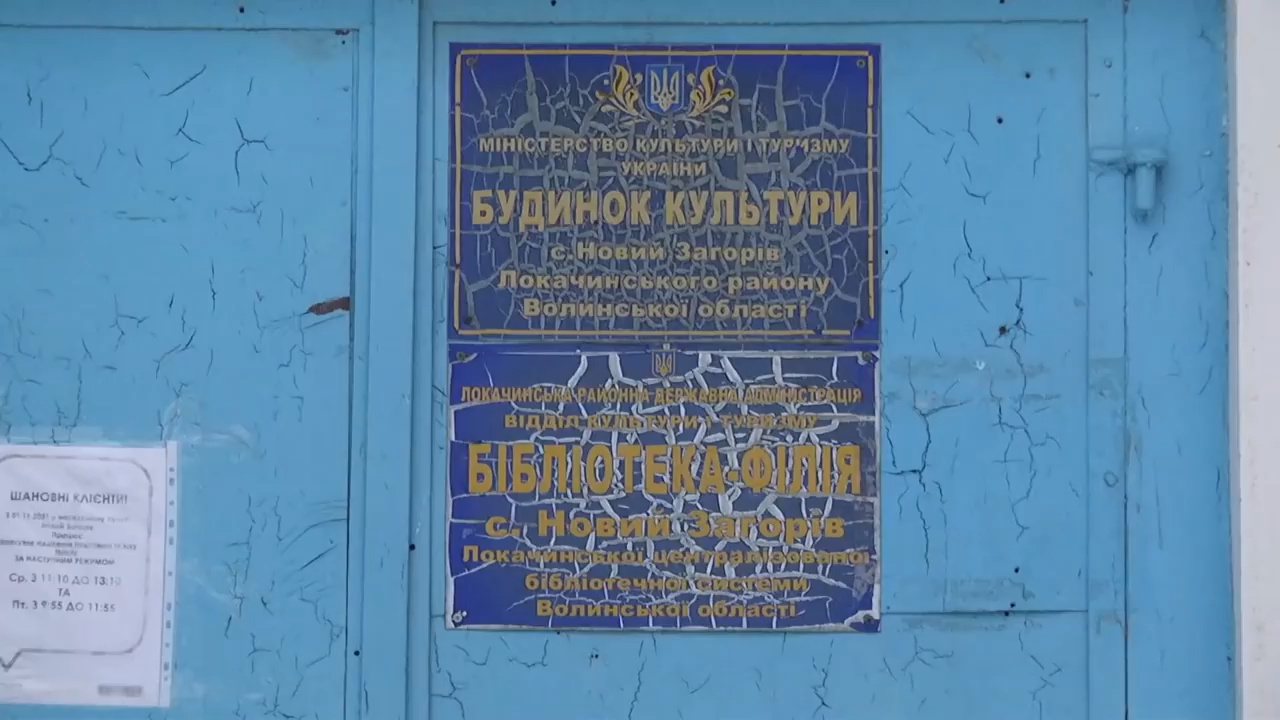 МІНІСТЕРСТВО КУЛЬТУРИ І ТУРИЗМУ
УКРАЇНИ
БУДИНОК КУЛЬТУРИ
с.Новий Загорів
Локачинського району
Волинської області
ЛОКАЧИНСЬКА РАЙОННА ДЕРЖАВНА АДМІНІСТРАЦІЯ
ВІДДІЛ КУЛЬТУРИ І ТУРИЗМУ
БІБЛІОТЕКА-ФІЛІЯ
с. Новий Загорів
Локачинської централізованої
бібліотечної системи
Волинської області
ШАНОВНІ КЛІЄНТИ!
ЗА НАСТУПНИМ РЕЖИМОМ
Ср. З 11:10 ДО 13:10
ТА
Пт. З 9:55 ДО 11:55